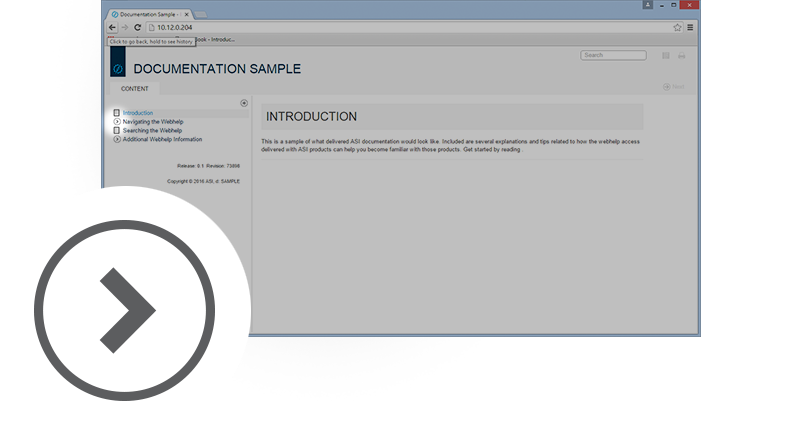 Documentation Sample -
10.12.0.204
Click to go back, hold to see history
ook - Introduc...
Search
DOCUMENTATION SAMPLE
CONTENT
Next
Introduction
Navigating the Webhelp
Searching the Webhelp
Additional Webhelp Information
Release: 9.1 Revision: 73898
Copyright © 2016 ASI, d: SAMPLE
INTRODUCTION
This is a sample of what delivered ASI documentation would look like. Included are several explanations and tips related to how the webhelp access
delivered with ASI products can help you become familiar with those products. Get started by reading .